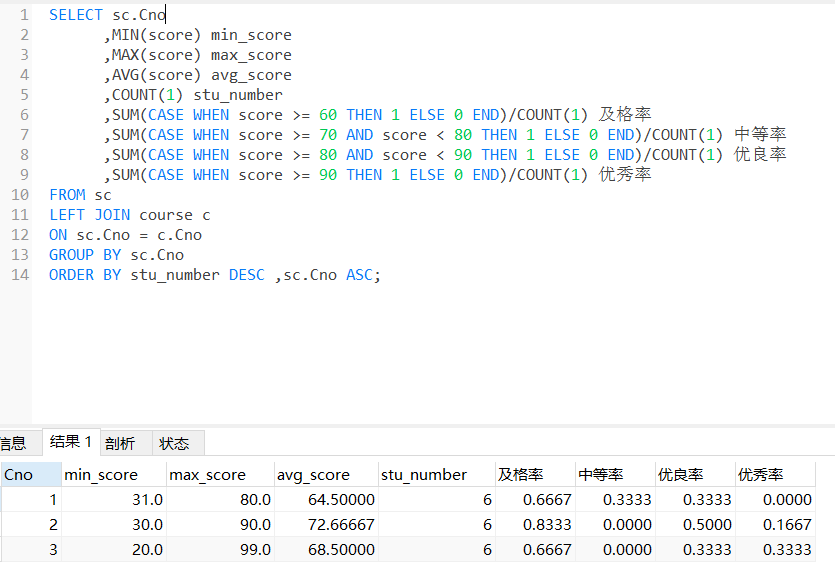 1 SELECT sc.Cno
2 ,MIN(score) min_score
3 ,MAX(score) max_score
4 ,AVG(score) avg_score
5 ,COUNT(1) stu_number
6 ,SUM(CASE WHEN score >= 60 THEN 1 ELSE 0 END)/COUNT(1) 及格率
7 ,SUM(CASE WHEN score >= 70 AND score < 80 THEN 1 ELSE 0 END)/COUNT(1) 中等率
8 ,SUM(CASE WHEN score >= 80 AND score < 90 THEN 1 ELSE 0 END)/COUNT(1) 优良率
9 ,SUM(CASE WHEN score >= 90 THEN 1 ELSE 0 END)/COUNT(1) 优秀率
10 FROM sc
11 LEFT JOIN course c
12 ON sc.Cno = c.Cno
13 GROUP BY sc.Cno
14 ORDER BY stu_number DESC ,sc.Cno ASC;
信息 结果 1 剖析 状态
Cno min_score max_score avg_score stu_number 及格率 中等率 优良率 优秀率
1 31.0 80.0 64.50000 6 0.6667 0.3333 0.3333 0.0000
2 30.0 90.0 72.66667 6 0.8333 0.0000 0.5000 0.1667
3 20.0 99.0 68.50000 6 0.6667 0.0000 0.3333 0.3333